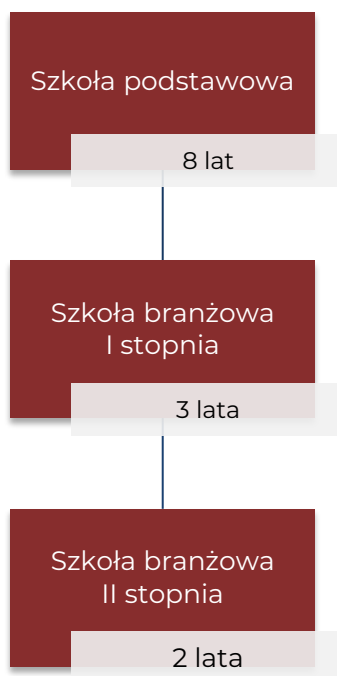 Szkoła podstawowa
8 lat
Szkoła branżowa
I stopnia
3 lata
Szkoła branżowa
II stopnia
2 lata